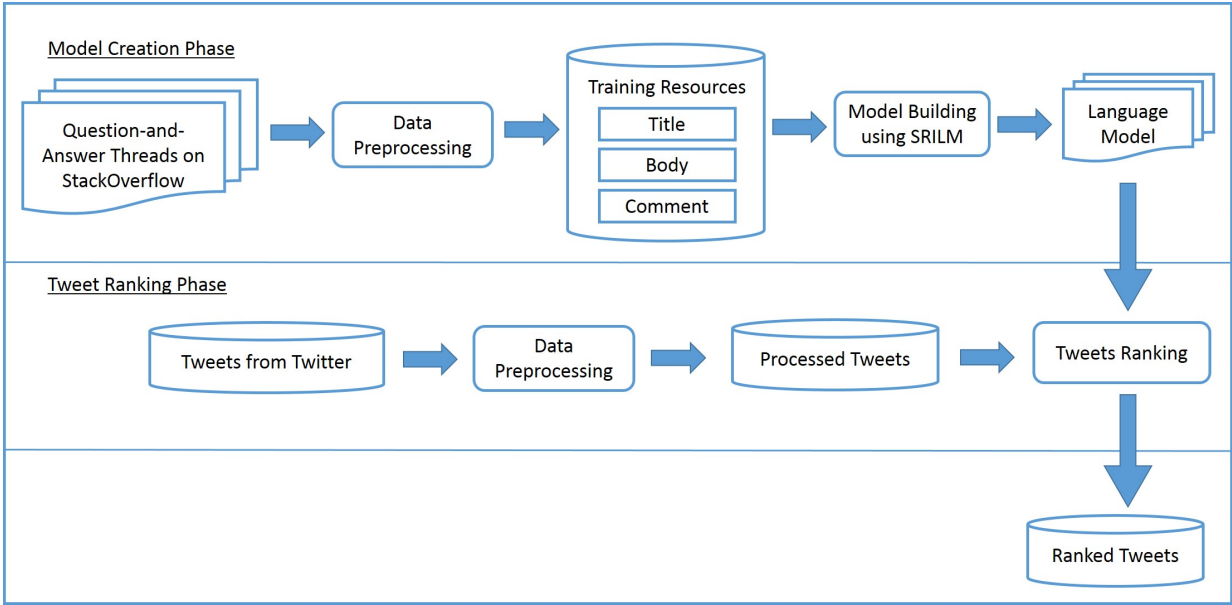 Model Creation Phase
Question-and-
Answer Threads on
StackOverflow
Data
Preprocessing
Training Resources
Title
Body
Comment
Model Building
using SRILM
Language
Model
Tweet Ranking Phase
Tweets from Twitter
Data
Preprocessing
Processed Tweets
Tweets Ranking
Ranked Tweets